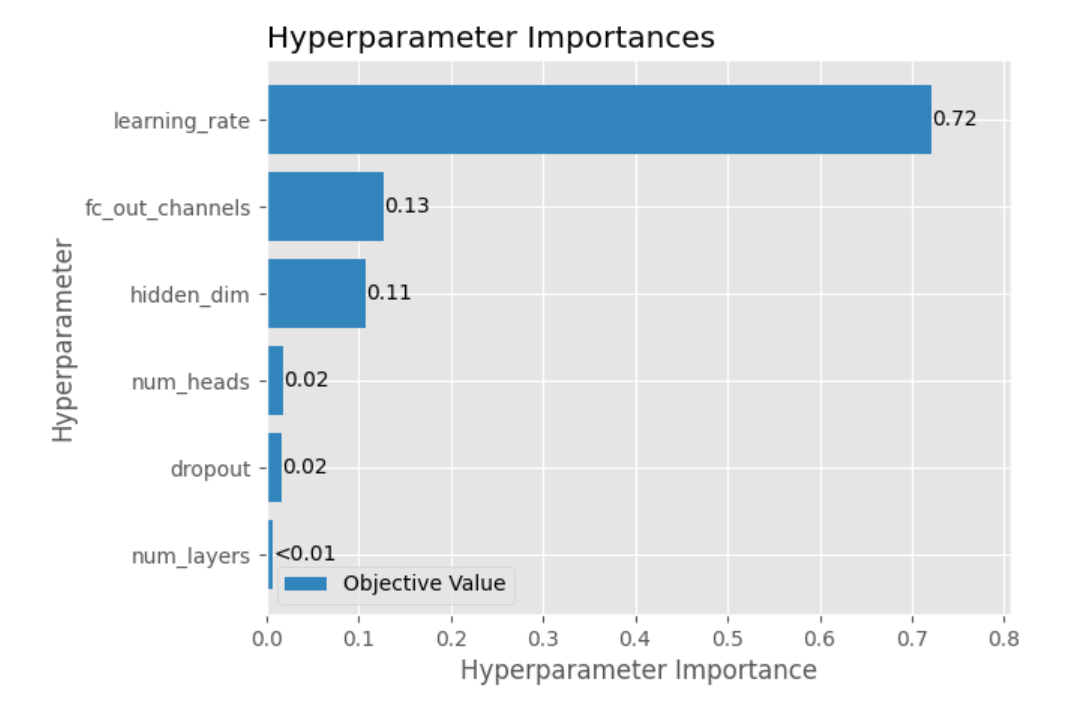 Hyperparameter Importances
learning_rate
0.72
fc_out_channels
0.13
hidden_dim
0.11
num_heads
0.02
dropout
0.02
num_layers
<0.01
Objective Value
0.0 0.1 0.2 0.3 0.4 0.5 0.6 0.7 0.8
Hyperparameter Importance
Hyperparameter